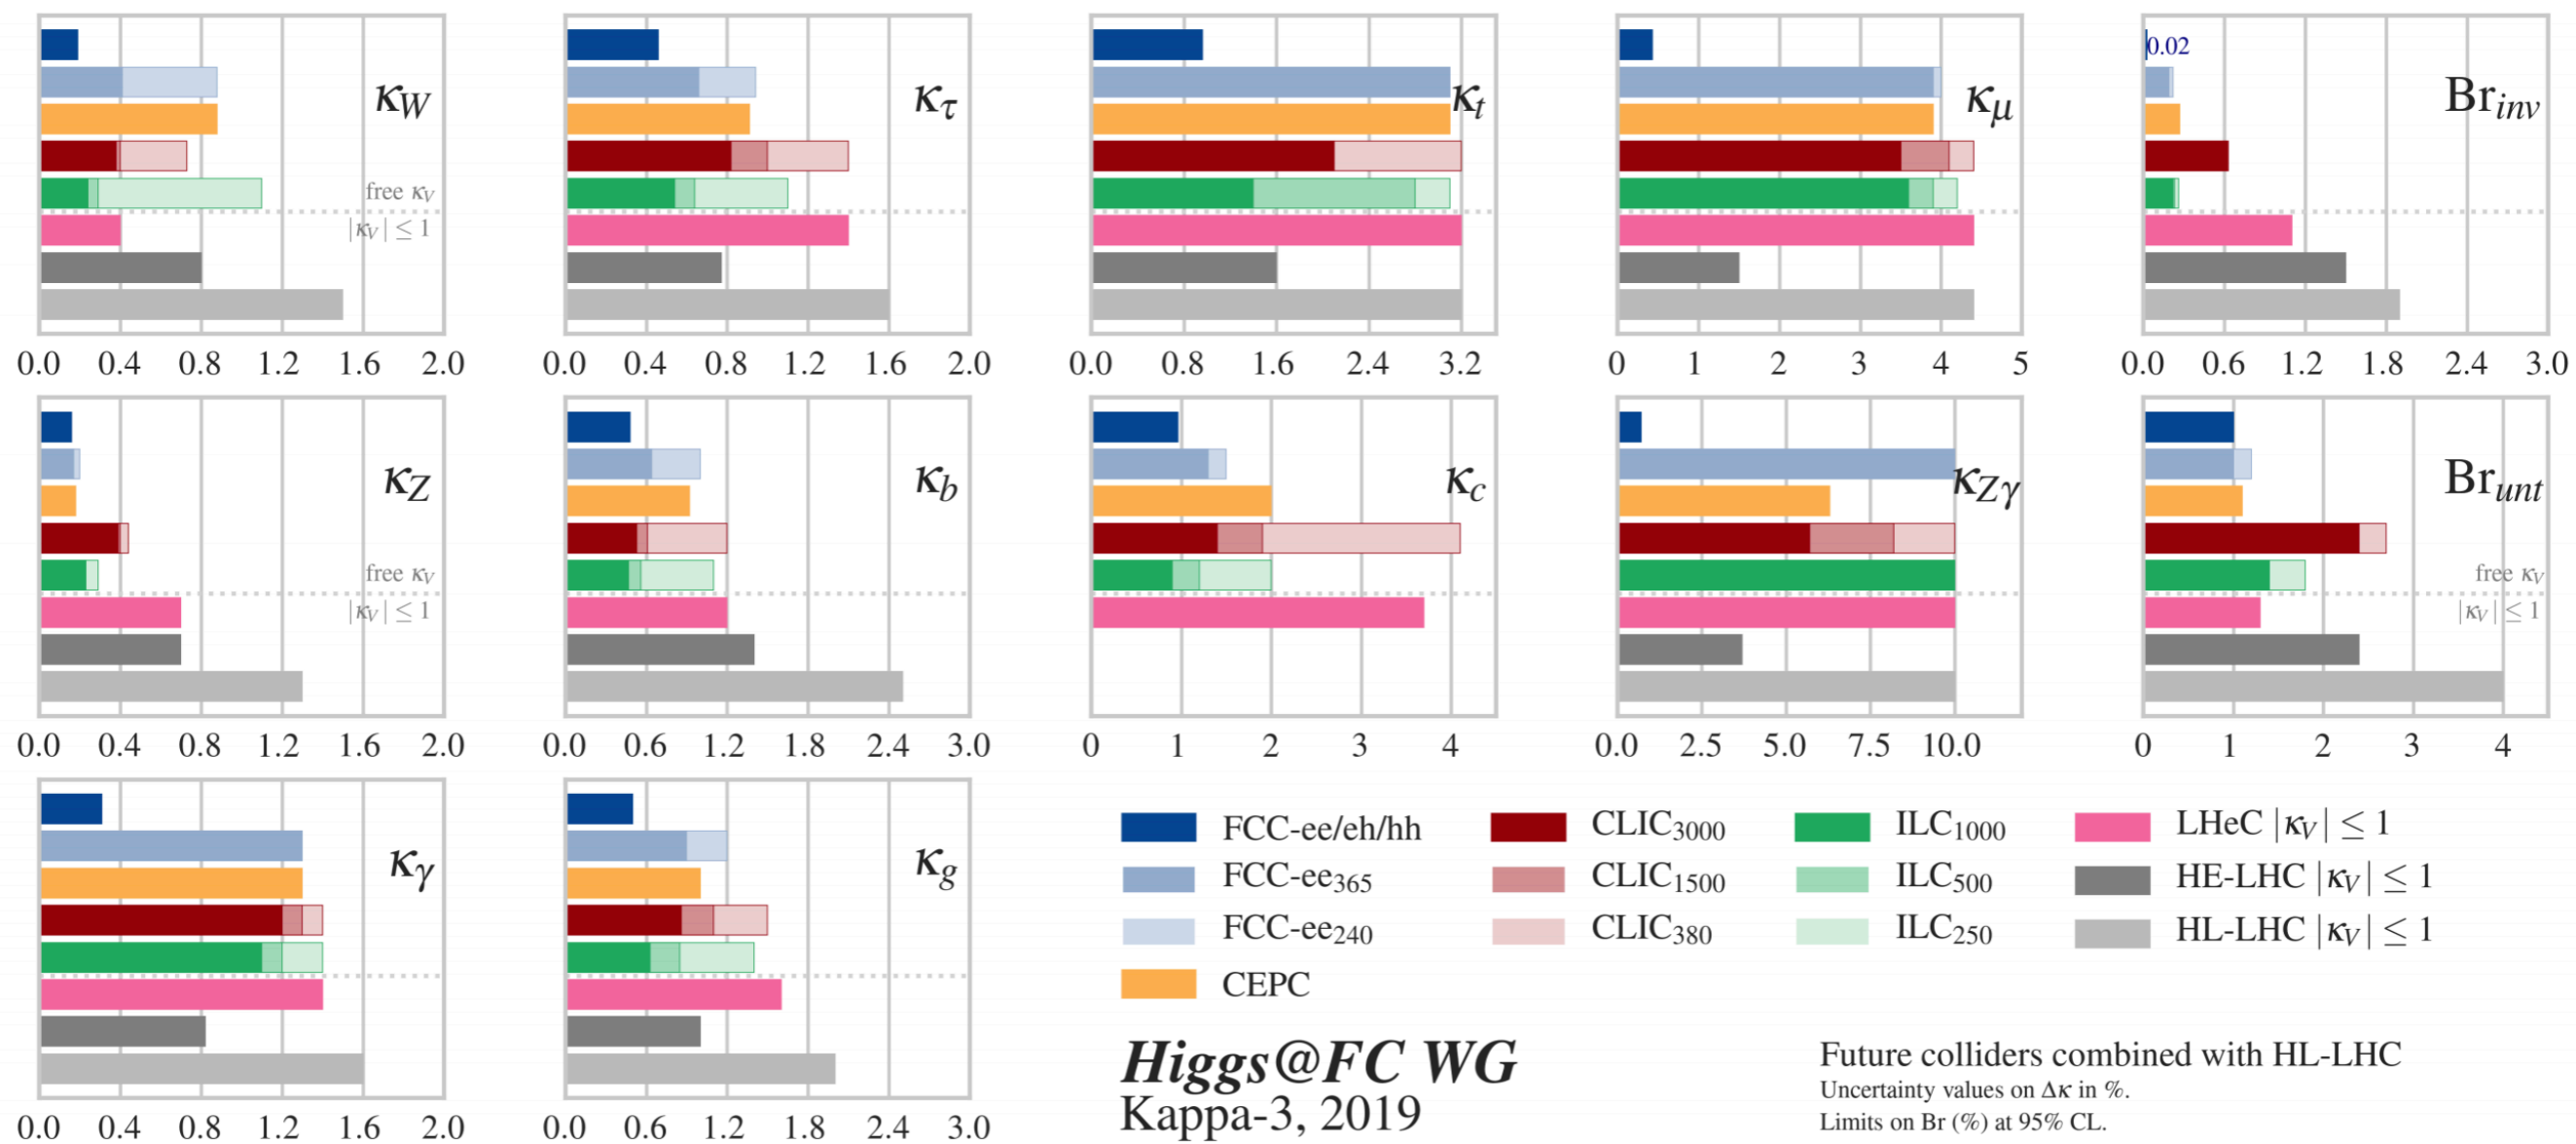 κW
free κV
|κV| ≤ 1
0.0 0.4 0.8 1.2 1.6 2.0
κτ
0.0 0.4 0.8 1.2 1.6 2.0
κt
0.0 0.8 1.6 2.4 3.2
κμ
0 1 2 3 4 5
0.02
Brinv
0.0 0.6 1.2 1.8 2.4 3.0
κZ
free κV
|κV| ≤ 1
0.0 0.4 0.8 1.2 1.6 2.0
κb
0.0 0.6 1.2 1.8 2.4 3.0
κc
0 1 2 3 4
κZγ
0.0 2.5 5.0 7.5 10.0
Brunt
free κV
|κV| ≤ 1
0 1 2 3 4
κγ
0.0 0.4 0.8 1.2 1.6 2.0
κg
0.0 0.6 1.2 1.8 2.4 3.0
FCC-ee/eh/hh
FCC-ee365
FCC-ee240
CEPC
CLIC3000
CLIC1500
CLIC380
ILC1000
ILC500
ILC250
LHeC |κV| ≤ 1
HE-LHC |κV| ≤ 1
HL-LHC |κV| ≤ 1
Higgs@FC WG
Kappa-3, 2019
Future colliders combined with HL-LHC
Uncertainty values on Δκ in %.
Limits on Br (%) at 95% CL.